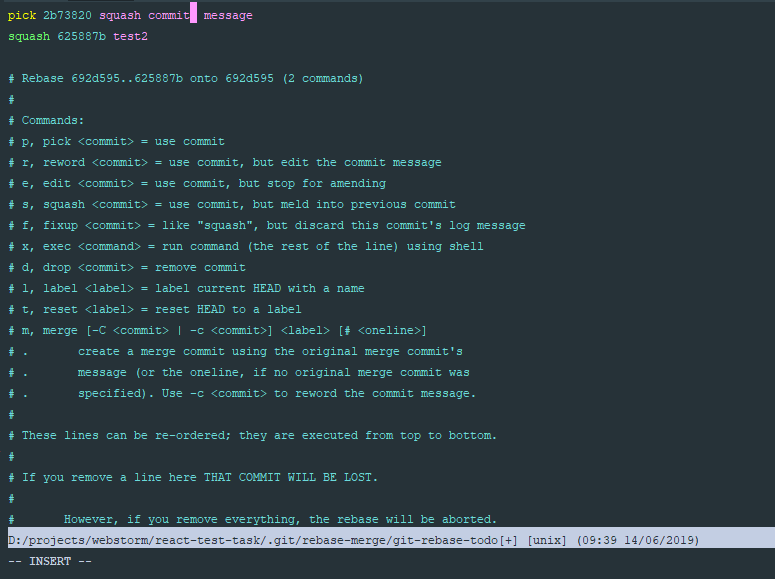 pick 2b73820 squash commit message
squash 625887b test2
# Rebase 692d595..625887b onto 692d595 (2 commands)
#
# Commands:
# p, pick <commit> = use commit
# r, reword <commit> = use commit, but edit the commit message
# e, edit <commit> = use commit, but stop for amending
# s, squash <commit> = use commit, but meld into previous commit
# f, fixup <commit> = like "squash", but discard this commit's log message
# x, exec <command> = run command (the rest of the line) using shell
# d, drop <commit> = remove commit
# l, label <label> = label current HEAD with a name
# t, reset <label> = reset HEAD to a label
# m, merge [-C <commit> | -c <commit>] <label> [# <oneline>]
# .       create a merge commit using the original merge commit's
# .       message (or the oneline, if no original merge commit was
# .       specified). Use -c <commit> to reword the commit message.
#
# These lines can be re-ordered; they are executed from top to bottom.
#
# If you remove a line here THAT COMMIT WILL BE LOST.
#
#       However, if you remove everything, the rebase will be aborted.
D:/projects/webstorm/react-test-task/.git/rebase-merge/git-rebase-todo[+] [unix] (09:39 14/06/2019)
-- INSERT --